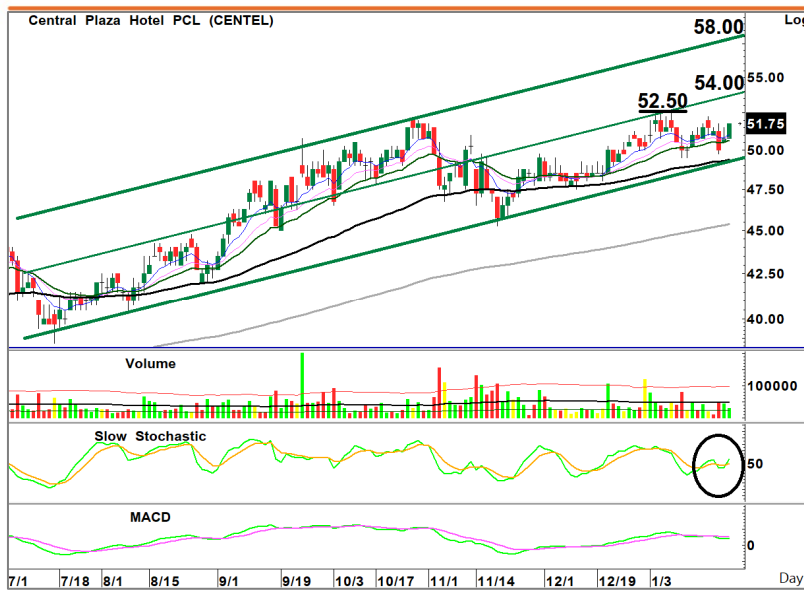 Central Plaza Hotel PCL (CENTEL)
Log
58.00
55.00
54.00
52.50
51.75
50.00
47.50
45.00
42.50
40.00
Volume
100000
Slow Stochastic
50
MACD
0
7/1 7/18 8/1 8/15 9/1 9/19 10/3 10/17 11/1 11/14 12/1 12/19 1/3 Day